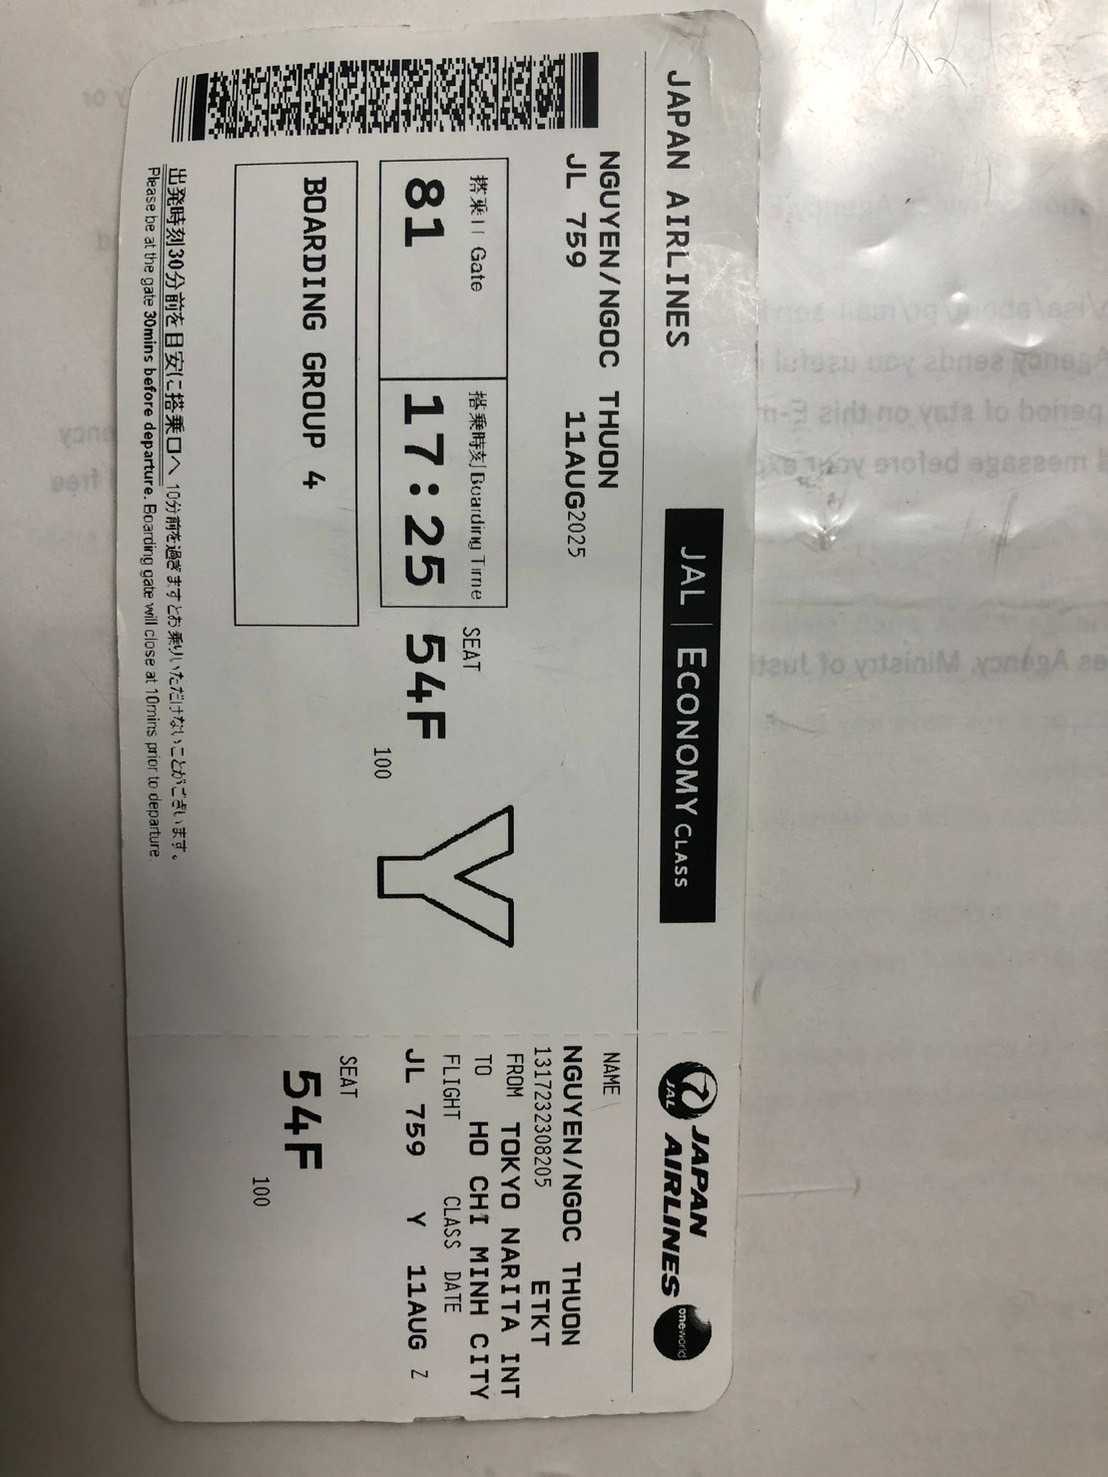 JAPAN AIRLINES
JAL | ECONOMY CLASS
NGUYEN/NGOC THUON
JL 759 11AUG2025
搭乗口 Gate
81
搭乗時刻 Boarding Time
17:25
SEAT
54F
100
Y
BOARDING GROUP 4
出発時刻30分前を目安に搭乗口へ 10分前を過ぎますとお乗りいただけないことがございます。
Please be at the gate 30mins before departure. Boarding gate will close at 10mins prior to departure.
JAL
JAPAN
AIRLINES
oneworld
NAME
NGUYEN/NGOC THUON
1317232308205 ETKT
FROM TOKYO NARITA INT
TO HO CHI MINH CITY
FLIGHT CLASS DATE
JL 759 Y 11AUG Z
SEAT
54F
100